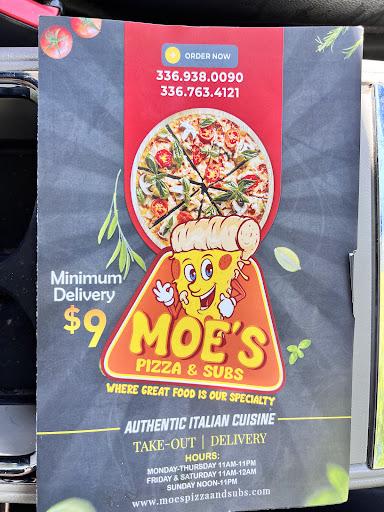 ORDER NOW
336.938.0090
336.763.4121
Minimum
Delivery
$9
MOE'S
PIZZA & SUBS
WHERE GREAT FOOD IS OUR SPECIALTY
AUTHENTIC ITALIAN CUISINE
TAKE-OUT | DELIVERY
HOURS:
MONDAY-THURSDAY 11AM-11PM
FRIDAY & SATURDAY 11AM-12AM
SUNDAY NOON-11PM
www.moespizzaandsubs.com